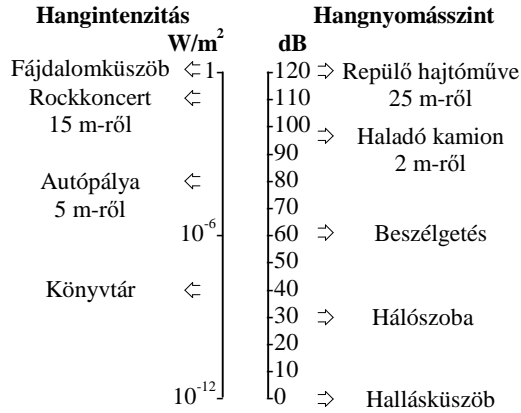 Hangintenzitás Hangnyomásszint
W/m² dB
Fájdalomküszöb 1 120 Repülő hajtóműve
Rockkoncert 110 25 m-ről
15 m-ről 100 Haladó kamion
90 2 m-ről
Autópálya 80
5 m-ről 70
10⁻⁶ 60 Beszélgetés
50
Könyvtár 40
30 Hálószoba
20
10
10⁻¹² 0 Hallásküszöb